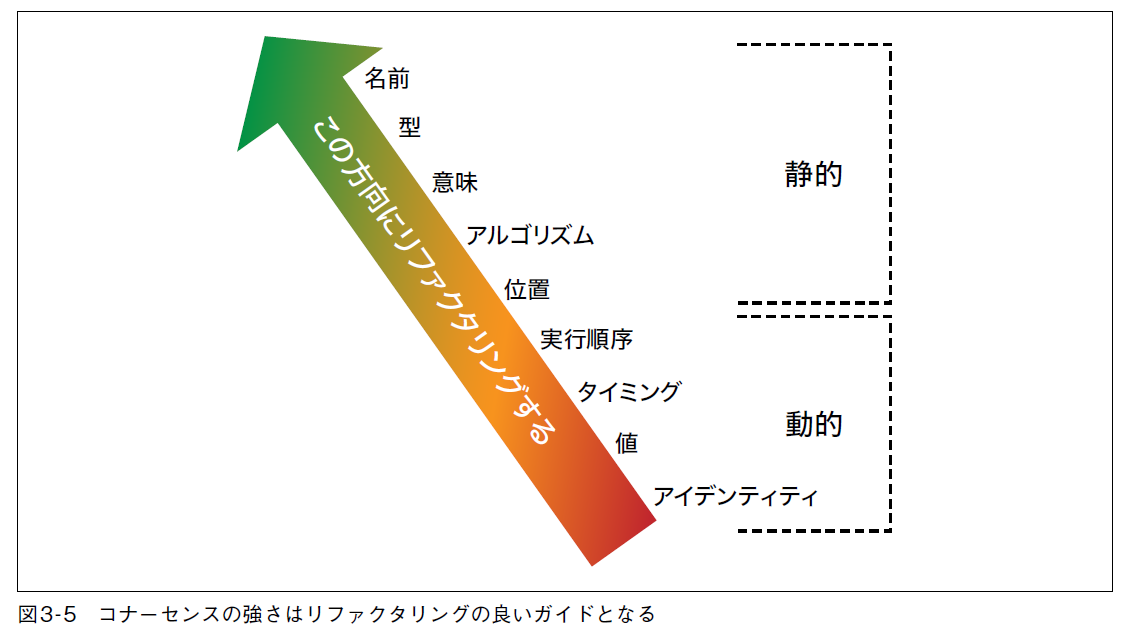 名前
型
意味
アルゴリズム
位置
実行順序
タイミング
値
アイデンティティ
この方向にリファクタリングする
静的
動的
図3-5　コナーセンスの強さはリファクタリングの良いガイドとなる